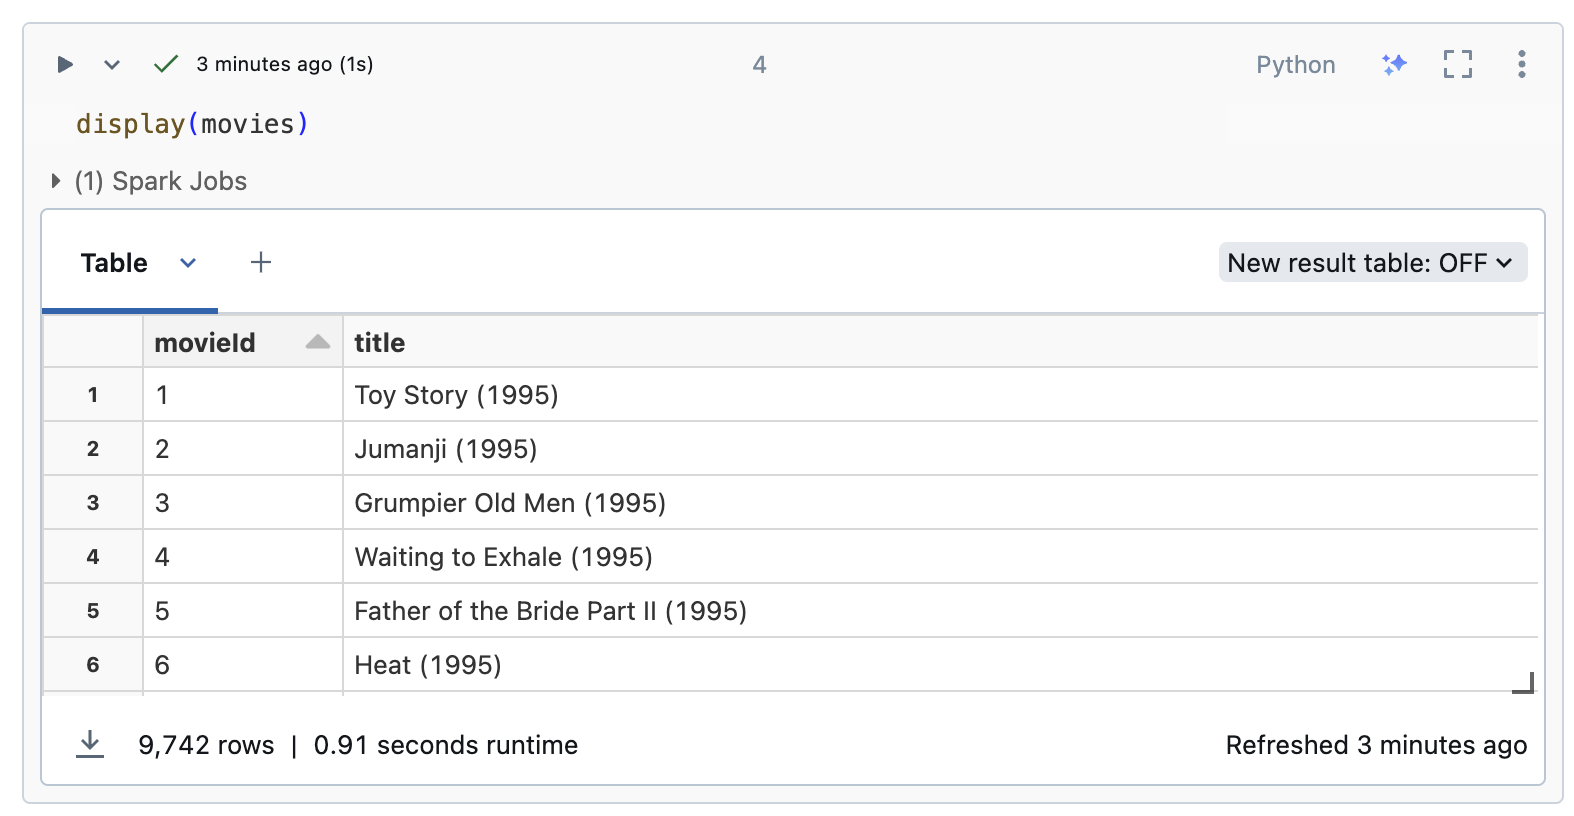 3 minutes ago (1s) 4 Python
display(movies)
(1) Spark Jobs
Table New result table: OFF
movieId title
1 1 Toy Story (1995)
2 2 Jumanji (1995)
3 3 Grumpier Old Men (1995)
4 4 Waiting to Exhale (1995)
5 5 Father of the Bride Part II (1995)
6 6 Heat (1995)
9,742 rows | 0.91 seconds runtime Refreshed 3 minutes ago